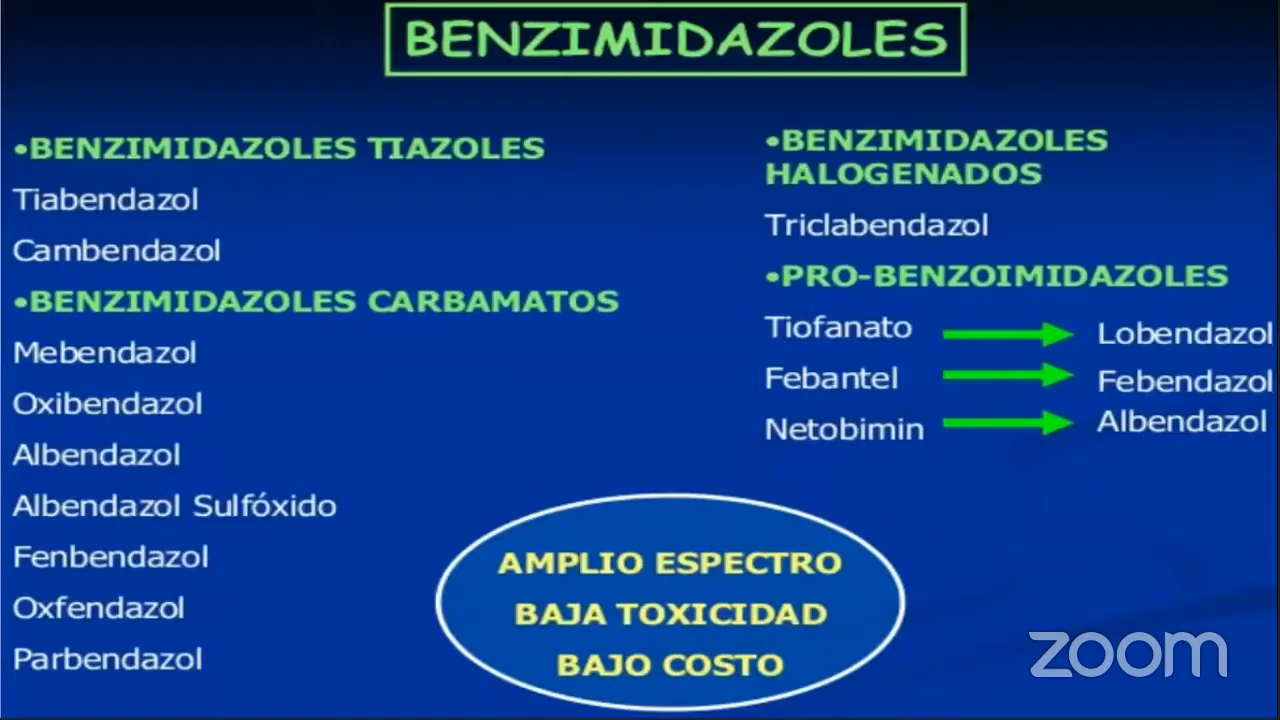 BENZIMIDAZOLES
•BENZIMIDAZOLES TIAZOLES
Tiabendazol
Cambendazol
•BENZIMIDAZOLES CARBAMATOS
Mebendazol
Oxibendazol
Albendazol
Albendazol Sulfóxido
Fenbendazol
Oxfendazol
Parbendazol
•BENZIMIDAZOLES
HALOGENADOS
Triclabendazol
•PRO-BENZOIMIDAZOLES
Tiofanato Lobendazol
Febantel Febendazol
Netobimin Albendazol
AMPLIO ESPECTRO
BAJA TOXICIDAD
BAJO COSTO
zoom